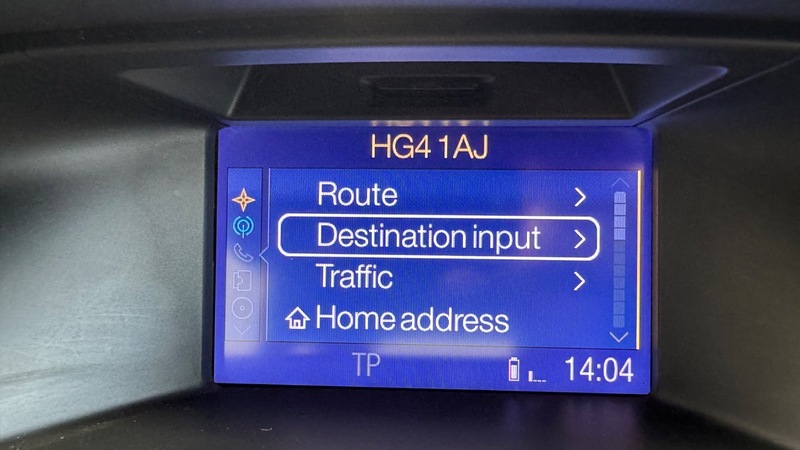 HG4 1AJ
Route
Destination input
Traffic
Home address
TP 14:04